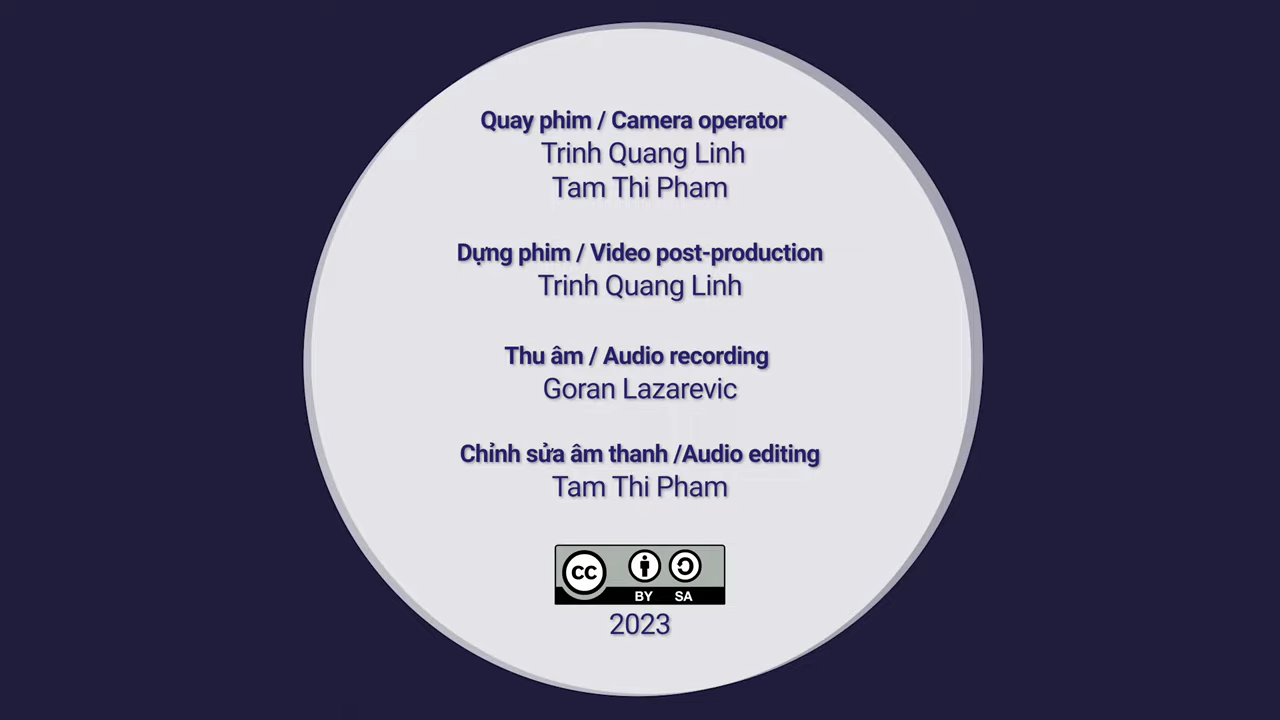 Quay phim / Camera operator
Trinh Quang Linh
Tam Thi Pham
Dựng phim / Video post-production
Trinh Quang Linh
Thu âm / Audio recording
Goran Lazarevic
Chỉnh sửa âm thanh /Audio editing
Tam Thi Pham
cc
BY SA
2023